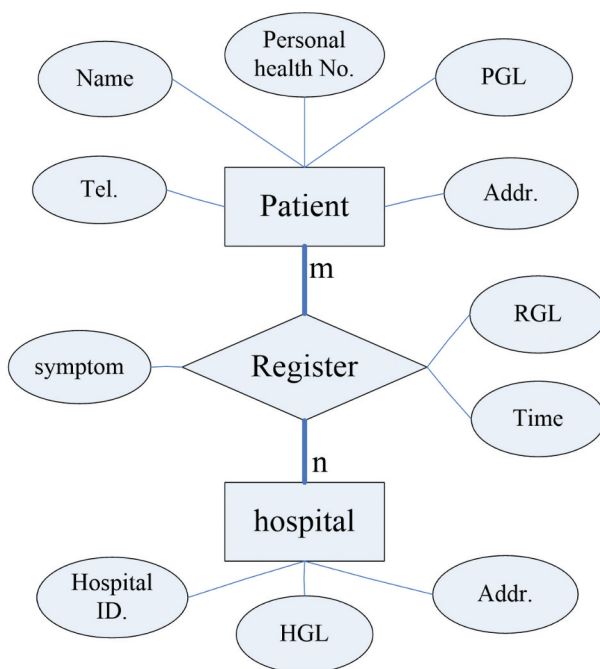 Personal
health No.
Name
PGL
Tel.
Patient
Addr.
m
RGL
symptom
Register
Time
n
hospital
Hospital
ID.
HGL
Addr.